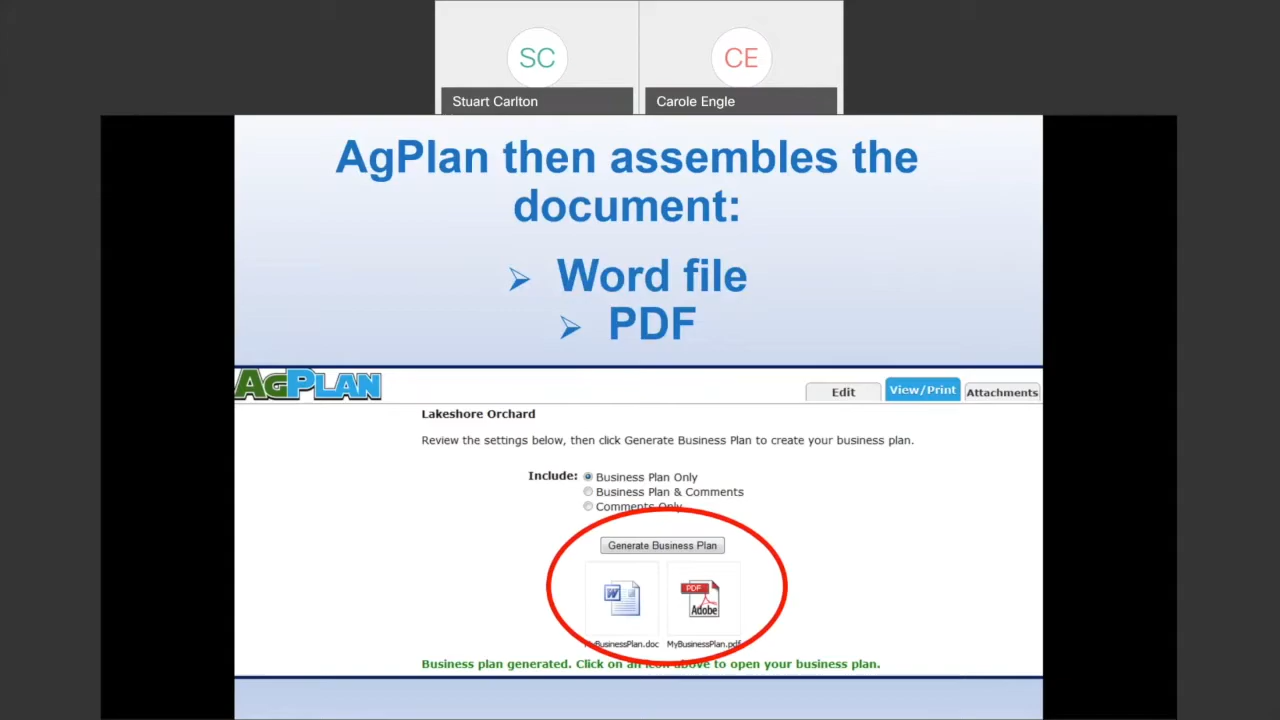 SC
CE
Stuart Carlton
Carole Engle
AgPlan then assembles the
document:
➢ Word file
➢ PDF
AGPLAN
Edit
View/Print
Attachments
Lakeshore Orchard
Review the settings below, then click Generate Business Plan to create your business plan.
Include:
Business Plan Only
Business Plan & Comments
Comments Only
Generate Business Plan
W
PDF
Adobe
MyBusinessPlan.doc
MyBusinessPlan.pdf
Business plan generated. Click on an icon above to open your business plan.